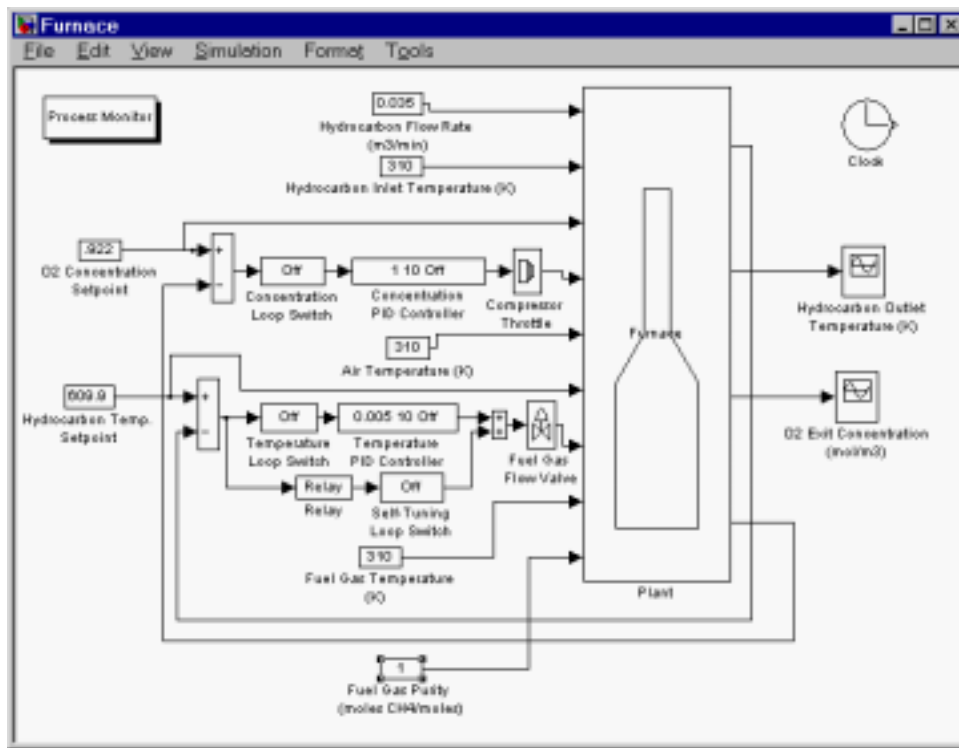 Furnace
File Edit View Simulation Format Tools
Process Monitor
0.035
Hydrocarbon Flow Rate
(m3/min)
310
Hydrocarbon Inlet Temperature (K)
Clock
.922
O2 Concentration
Setpoint
+
-
Off
Concentration
Loop Switch
1 10 Off
Concentration
PID Controller
Compressor
Throttle
310
Air Temperature (K)
609.9
Hydrocarbon Temp.
Setpoint
+
-
Off
Temperature
Loop Switch
0.005 10 Off
Temperature
PID Controller
+
+
Fuel Gas
Flow Valve
Relay
Relay
Off
Self-Tuning
Loop Switch
310
Fuel Gas Temperature
(K)
1
Fuel Gas Purity
(moles CH4/moles)
Furnace
Plant
Hydrocarbon Outlet
Temperature (K)
O2 Exit Concentration
(mol/m3)